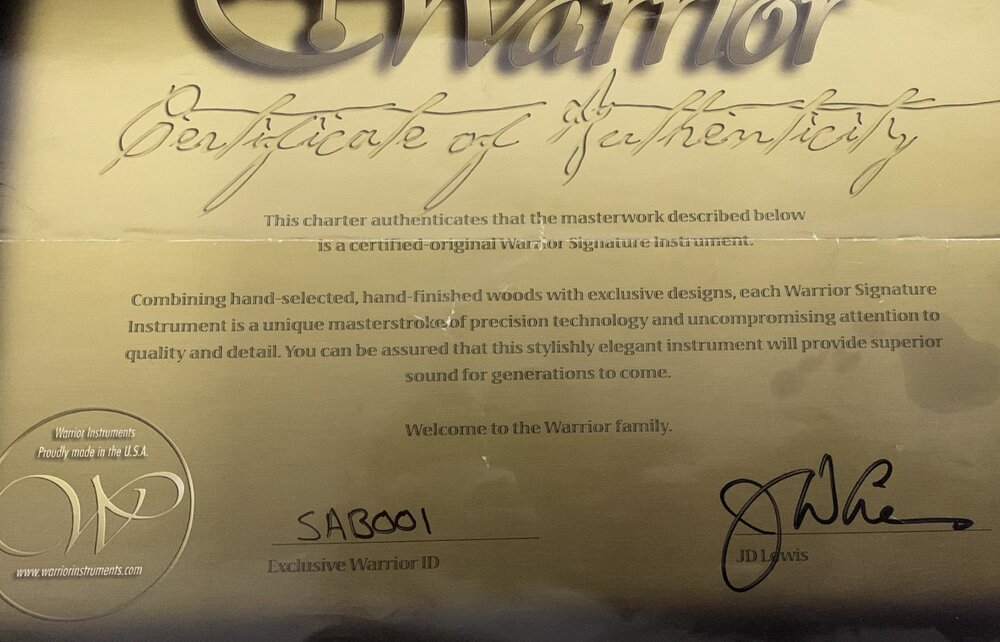 Warrior
Certificate of Authenticity
This charter authenticates that the masterwork described below
is a certified-original Warrior Signature Instrument.
Combining hand-selected, hand-finished woods with exclusive designs, each Warrior Signature
Instrument is a unique masterstroke of precision technology and uncompromising attention to
quality and detail. You can be assured that this stylishly elegant instrument will provide superior
sound for generations to come.
Welcome to the Warrior family.
Warrior Instruments
Proudly made in the U.S.A.
W
www.warriorinstruments.com
SAB001
Exclusive Warrior ID
JD Lewis